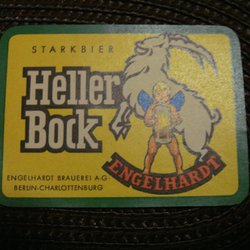 STARKBIER
Heller
Bock
ENGELHARDT
ENGELHARDT BRAUEREI A-G·
BERLIN-CHARLOTTENBURG